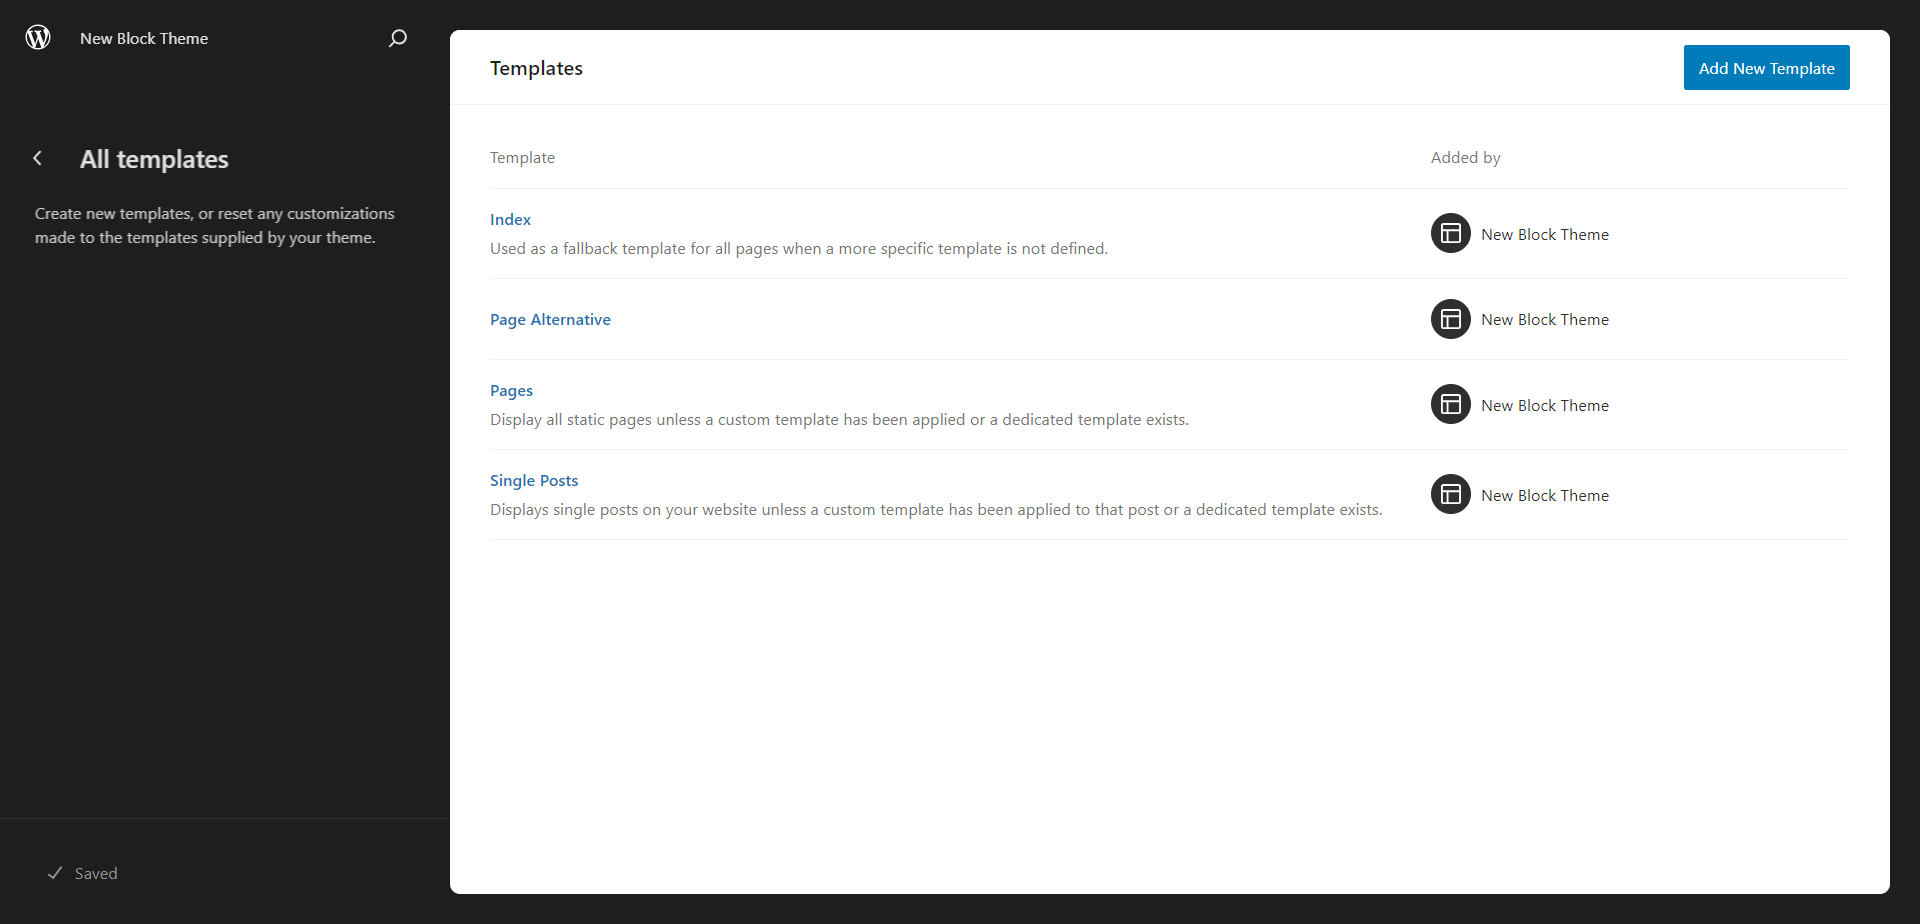 New Block Theme
All templates
Create new templates, or reset any customizations
made to the templates supplied by your theme.
Saved
Templates
Add New Template
Template
Added by
Index
Used as a fallback template for all pages when a more specific template is not defined.
New Block Theme
Page Alternative
New Block Theme
Pages
Display all static pages unless a custom template has been applied or a dedicated template exists.
New Block Theme
Single Posts
Displays single posts on your website unless a custom template has been applied to that post or a dedicated template exists.
New Block Theme